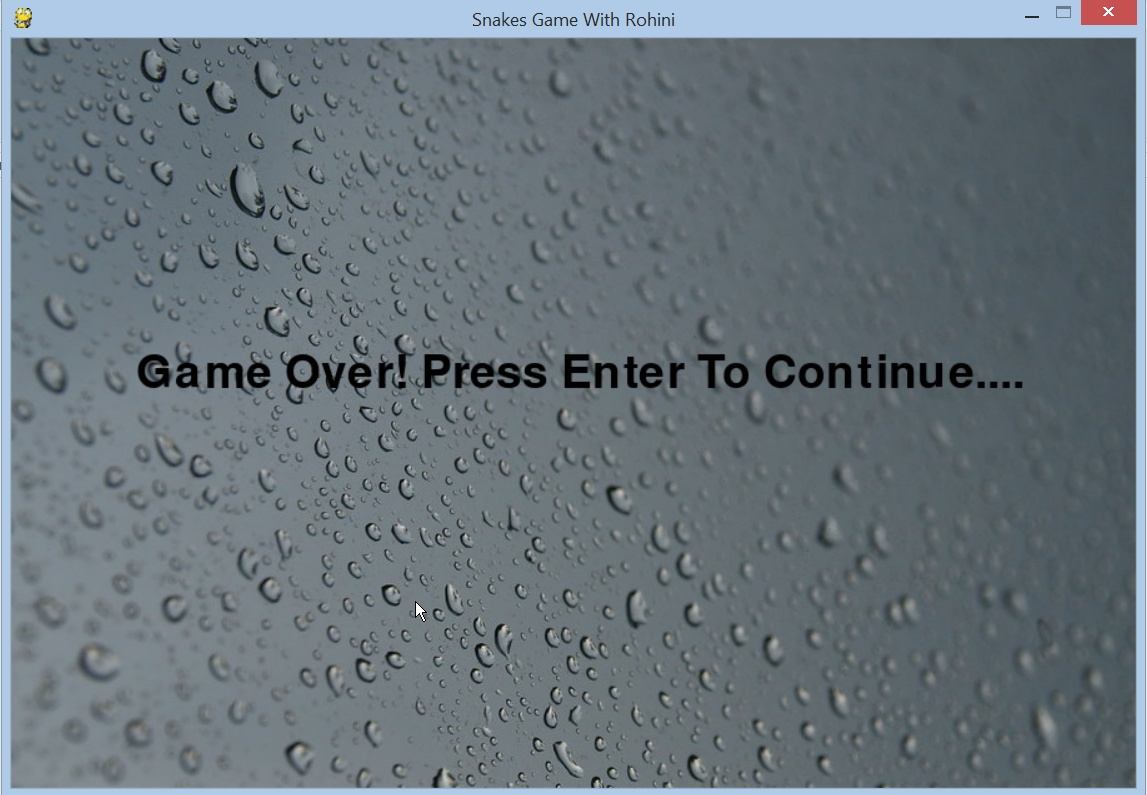 Snakes Game With Rohini
Game Over! Press Enter To Continue....